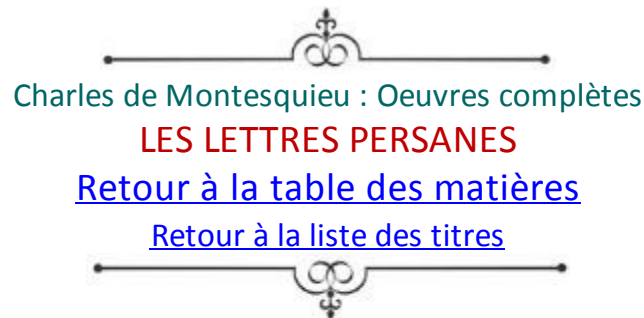 Charles de Montesquieu : Oeuvres complètes
LES LETTRES PERSANES
Retour à la table des matières
Retour à la liste des titres